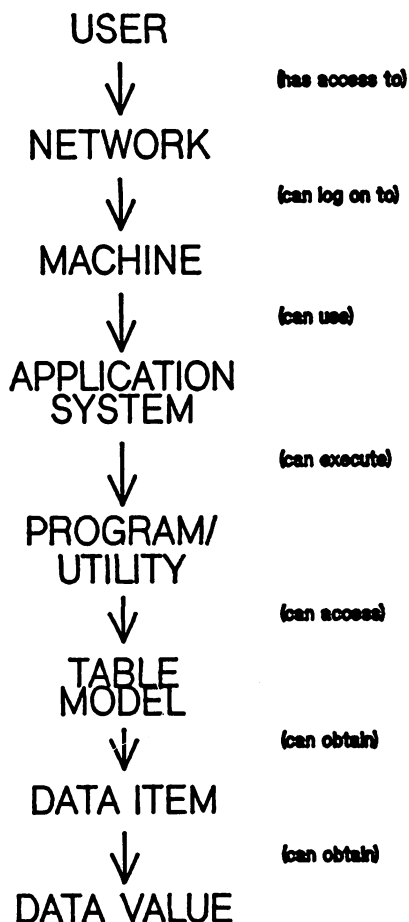 USER
(has access to)
NETWORK
(can log on to)
MACHINE
(can use)
APPLICATION
SYSTEM
(can execute)
PROGRAM/
UTILITY
(can access)
TABLE
MODEL
(can obtain)
DATA ITEM
(can obtain)
DATA VALUE